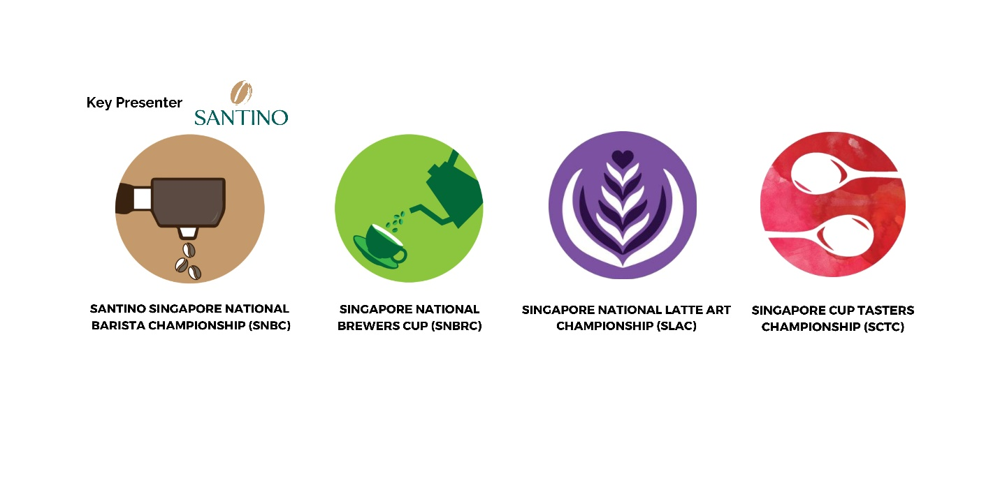 Key Presenter
SANTINO
SANTINO SINGAPORE NATIONAL
BARISTA CHAMPIONSHIP (SNBC)
SINGAPORE NATIONAL
BREWERS CUP (SNBRC)
SINGAPORE NATIONAL LATTE ART
CHAMPIONSHIP (SLAC)
SINGAPORE CUP TASTERS
CHAMPIONSHIP (SCTC)